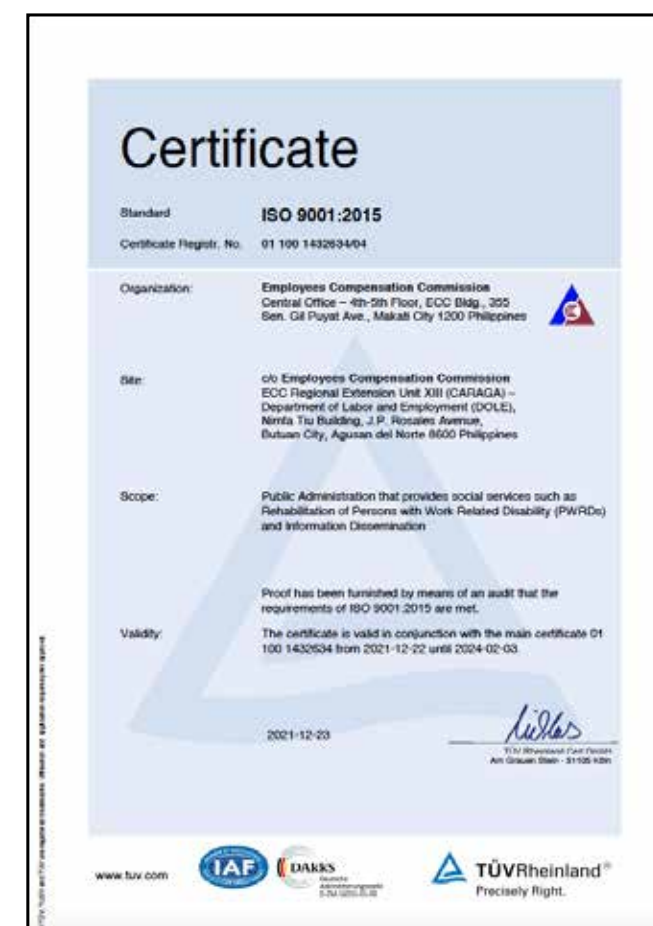 Certificate
Standard ISO 9001:2015
Certificate Registr. No. 01 100 1432634/04
Organization: Employees Compensation Commission
Central Office – 4th-5th Floor, ECC Bldg., 355
Sen. Gil Puyat Ave., Makati City 1200 Philippines
Site: c/o Employees Compensation Commission
ECC Regional Extension Unit XIII (CARAGA) –
Department of Labor and Employment (DOLE),
Nimfa Tiu Building, J.P. Rosales Avenue,
Butuan City, Agusan del Norte 8600 Philippines
Scope: Public Administration that provides social services such as
Rehabilitation of Persons with Work Related Disability (PWRDs)
and Information Dissemination
Proof has been furnished by means of an audit that the
requirements of ISO 9001:2015 are met.
Validity: The certificate is valid in conjunction with the main certificate 01
100 1432634 from 2021-12-22 until 2024-02-03.
2021-12-23
TÜV Rheinland Cert GmbH
Am Grauen Stein · 51105 Köln
www.tuv.com
IAF
DAkkS
Deutsche
Akkreditierungsstelle
TÜVRheinland®
Precisely Right.